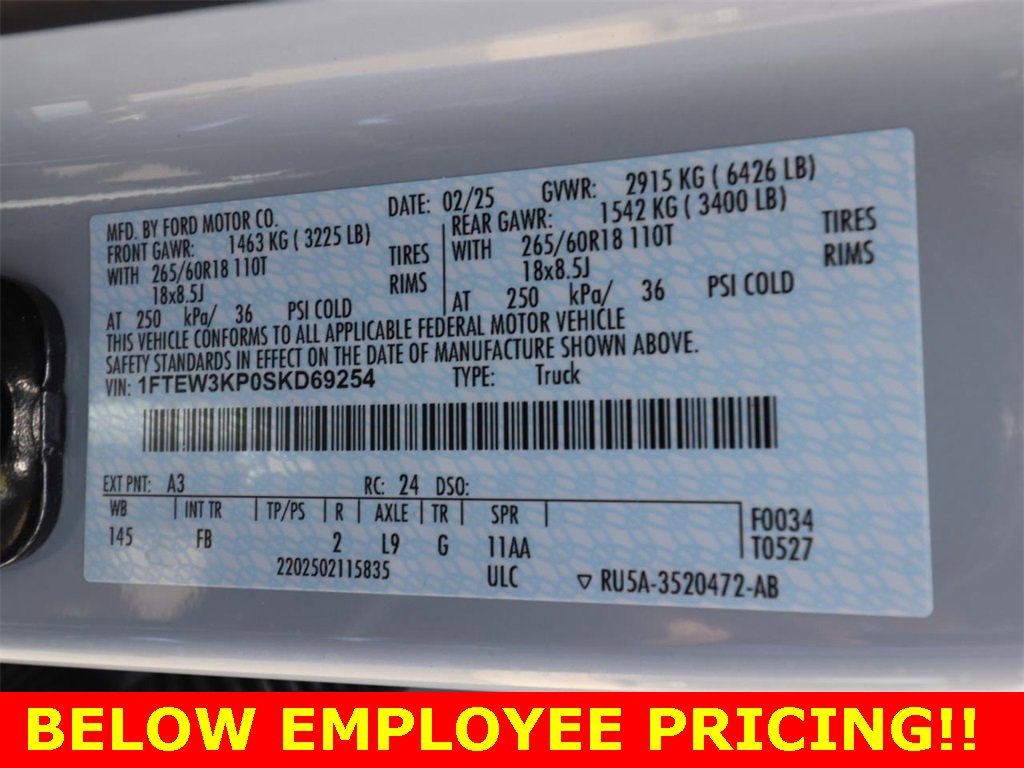 MFD. BY FORD MOTOR CO. DATE: 02/25 GVWR: 2915 KG ( 6426 LB)
FRONT GAWR: 1463 KG ( 3225 LB) REAR GAWR: 1542 KG ( 3400 LB)
WITH 265/60R18 110T TIRES WITH 265/60R18 110T TIRES
18x8.5J RIMS 18x8.5J RIMS
AT 250 kPa/ 36 PSI COLD AT 250 kPa/ 36 PSI COLD
THIS VEHICLE CONFORMS TO ALL APPLICABLE FEDERAL MOTOR VEHICLE
SAFETY STANDARDS IN EFFECT ON THE DATE OF MANUFACTURE SHOWN ABOVE.
VIN: 1FTEW3KP0SKD69254 TYPE: Truck
EXT PNT: A3 RC: 24 DSO:
WB INT TR TP/PS R AXLE TR SPR F0034
145 FB 2 L9 G 11AA T0527
2202502115835 ULC RU5A-3520472-AB
BELOW EMPLOYEE PRICING!!